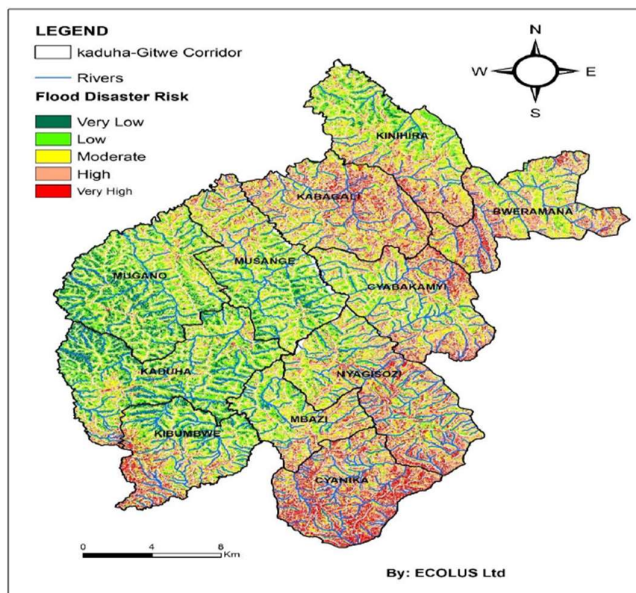 LEGEND
kaduha-Gitwe Corridor
Rivers
Flood Disaster Risk
Very Low
Low
Moderate
High
Very High
N
W E
S
KINIHIRA
KABAGALI
BWERAMANA
MUSANGE
MUGANO
GYABAKAMYI
KADUHA
NYAGISOZI
MBAZI
KIBUMBWE
CYANIKA
0 4 8
Km
By: ECOLUS Ltd